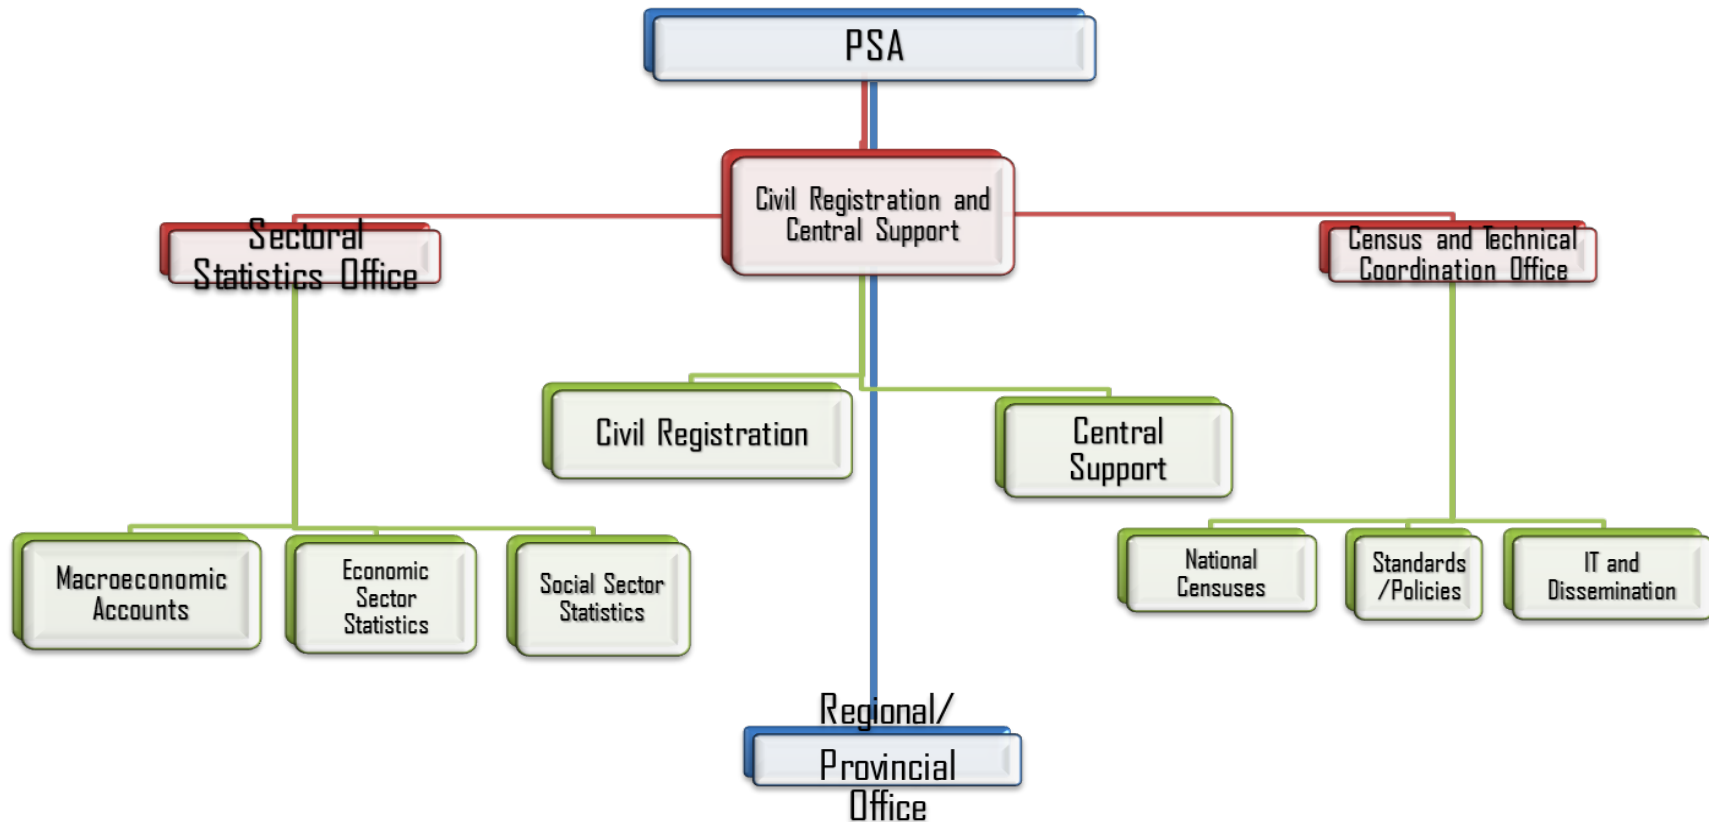 PSA
Civil Registration and
Central Support
Sectoral
Statistics Office
Census and Technical
Coordination Office
Civil Registration
Central
Support
Macroeconomic
Accounts
Economic
Sector
Statistics
Social Sector
Statistics
National
Censuses
Standards
/Policies
IT and
Dissemination
Regional/
Provincial
Office